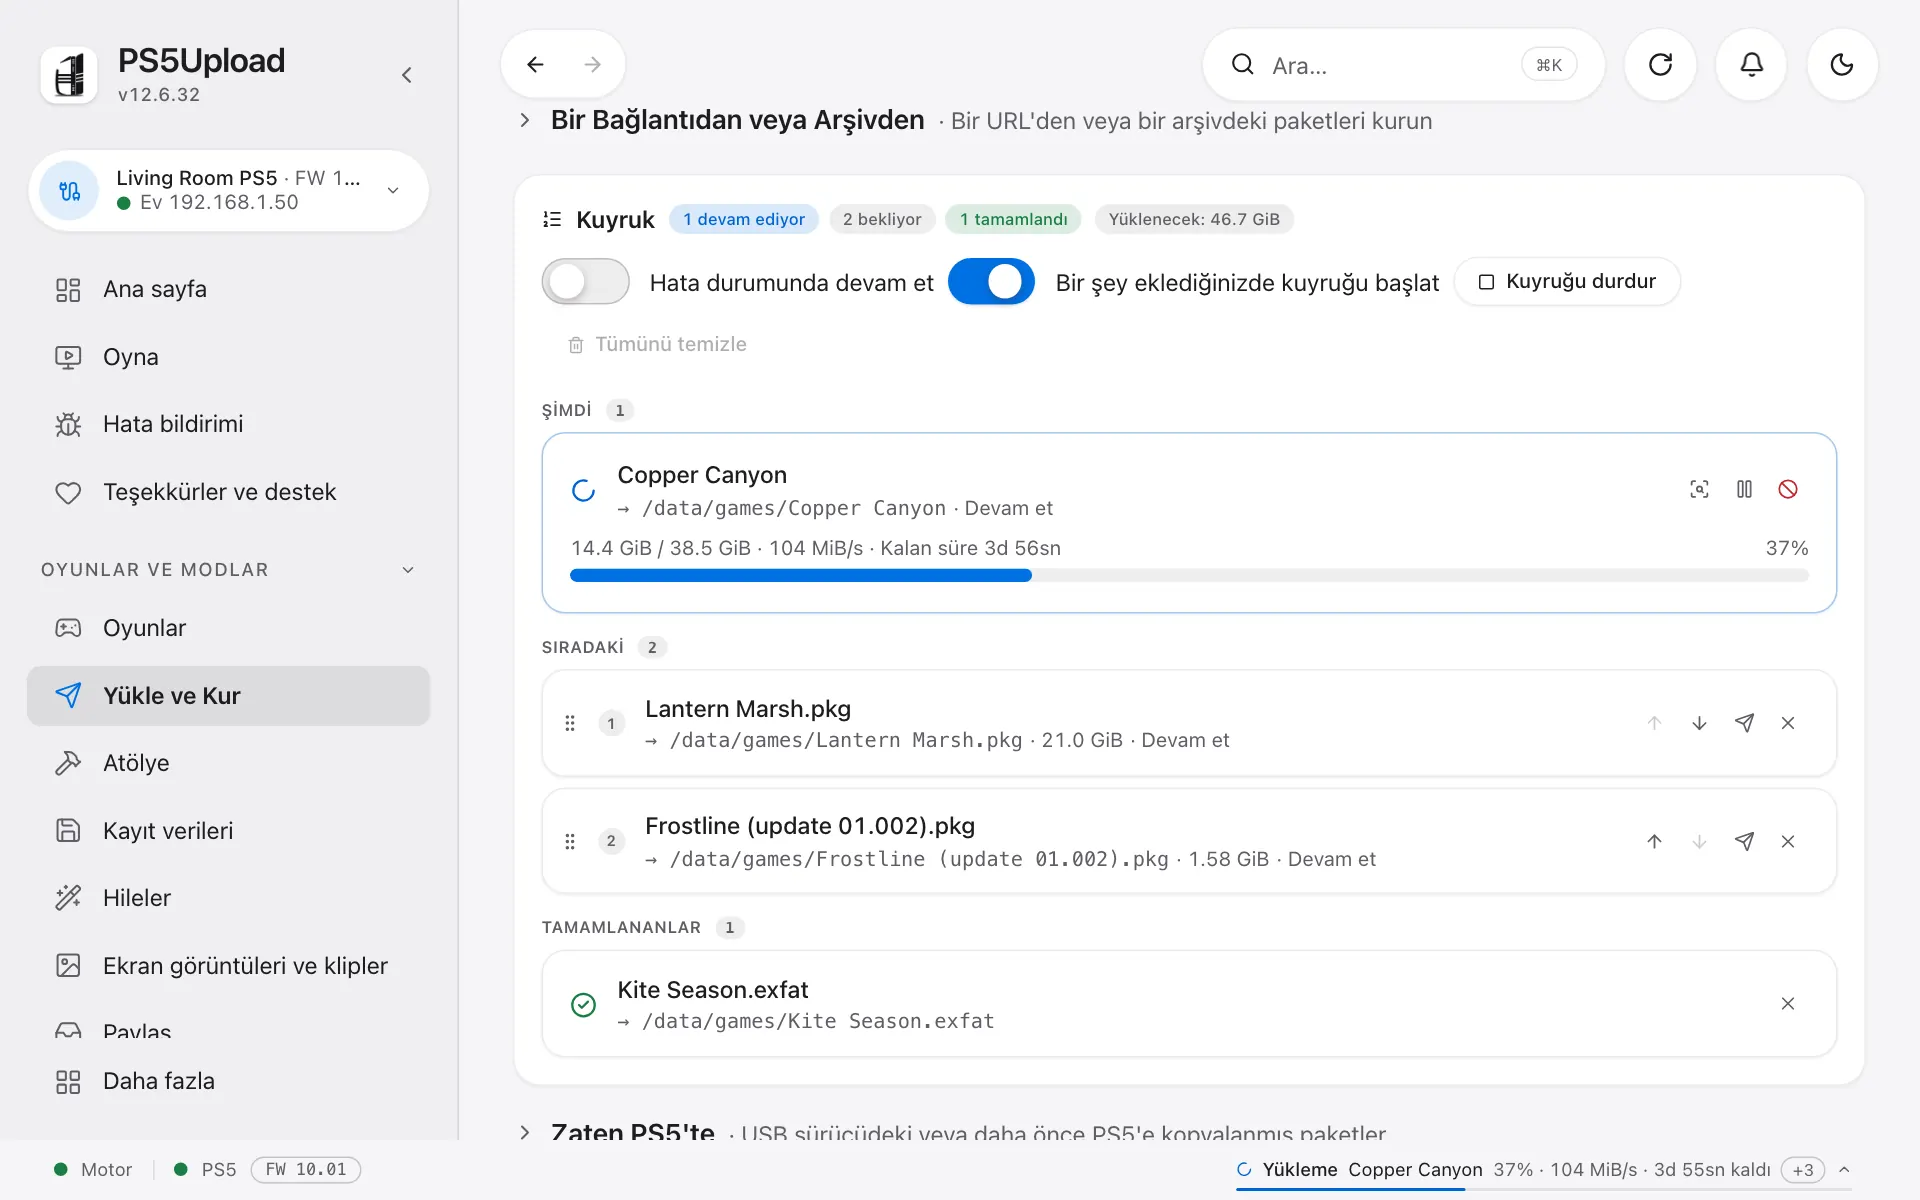 PS5Upload
v12.6.32
Living Room PS5 · FW 1...
Ev 192.168.1.50
Ana sayfa
Oyna
Hata bildirimi
Teşekkürler ve destek
OYUNLAR VE MODLAR
Oyunlar
Yükle ve Kur
Atölye
Kayıt verileri
Hileler
Ekran görüntüleri ve klipler
Paylaş
Daha fazla
Ara...
⌘K
Bir Bağlantıdan veya Arşivden · Bir URL'den veya bir arşivdeki paketleri kurun
Kuyruk 1 devam ediyor 2 bekliyor 1 tamamlandı Yüklenecek: 46.7 GiB
Hata durumunda devam et Bir şey eklediğinizde kuyruğu başlat Kuyruğu durdur
Tümünü temizle
ŞİMDİ 1
Copper Canyon
→ /data/games/Copper Canyon · Devam et
14.4 GiB / 38.5 GiB · 104 MiB/s · Kalan süre 3d 56sn 37%
SIRADAKİ 2
1 Lantern Marsh.pkg
→ /data/games/Lantern Marsh.pkg · 21.0 GiB · Devam et
2 Frostline (update 01.002).pkg
→ /data/games/Frostline (update 01.002).pkg · 1.58 GiB · Devam et
TAMAMLANANLAR 1
Kite Season.exfat
→ /data/games/Kite Season.exfat
Zaten PS5'te · USB sürücüdeki veya daha önce PS5'e kopyalanmış paketler
Motor PS5 FW 10.01
Yükleme Copper Canyon 37% · 104 MiB/s · 3d 55sn kaldı +3